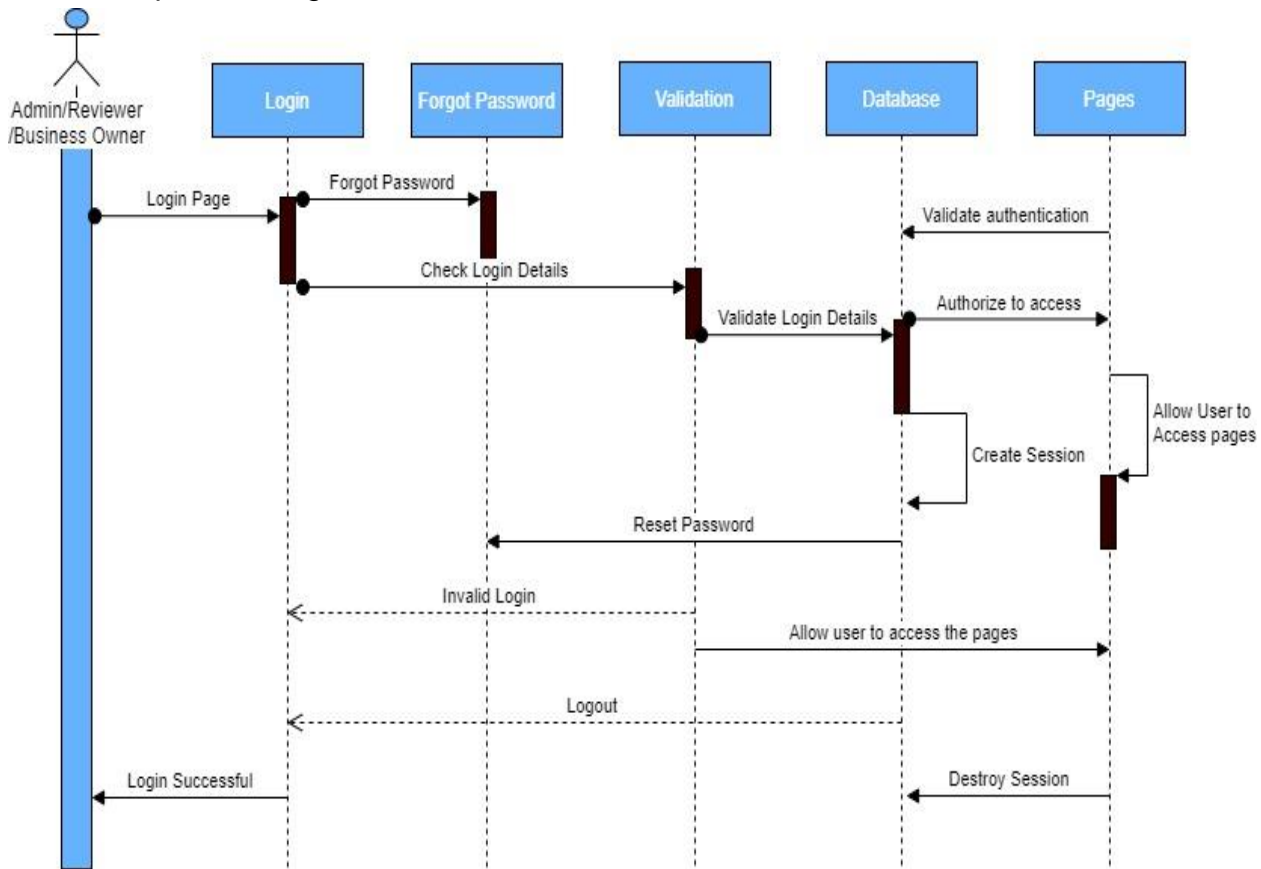 Admin/Reviewer
/Business Owner
Login
Forgot Password
Validation
Database
Pages
Forgot Password
Login Page
Validate authentication
Check Login Details
Authorize to access
Validate Login Details
Allow User to
Access pages
Create Session
Reset Password
Invalid Login
Allow user to access the pages
Logout
Login Successful
Destroy Session